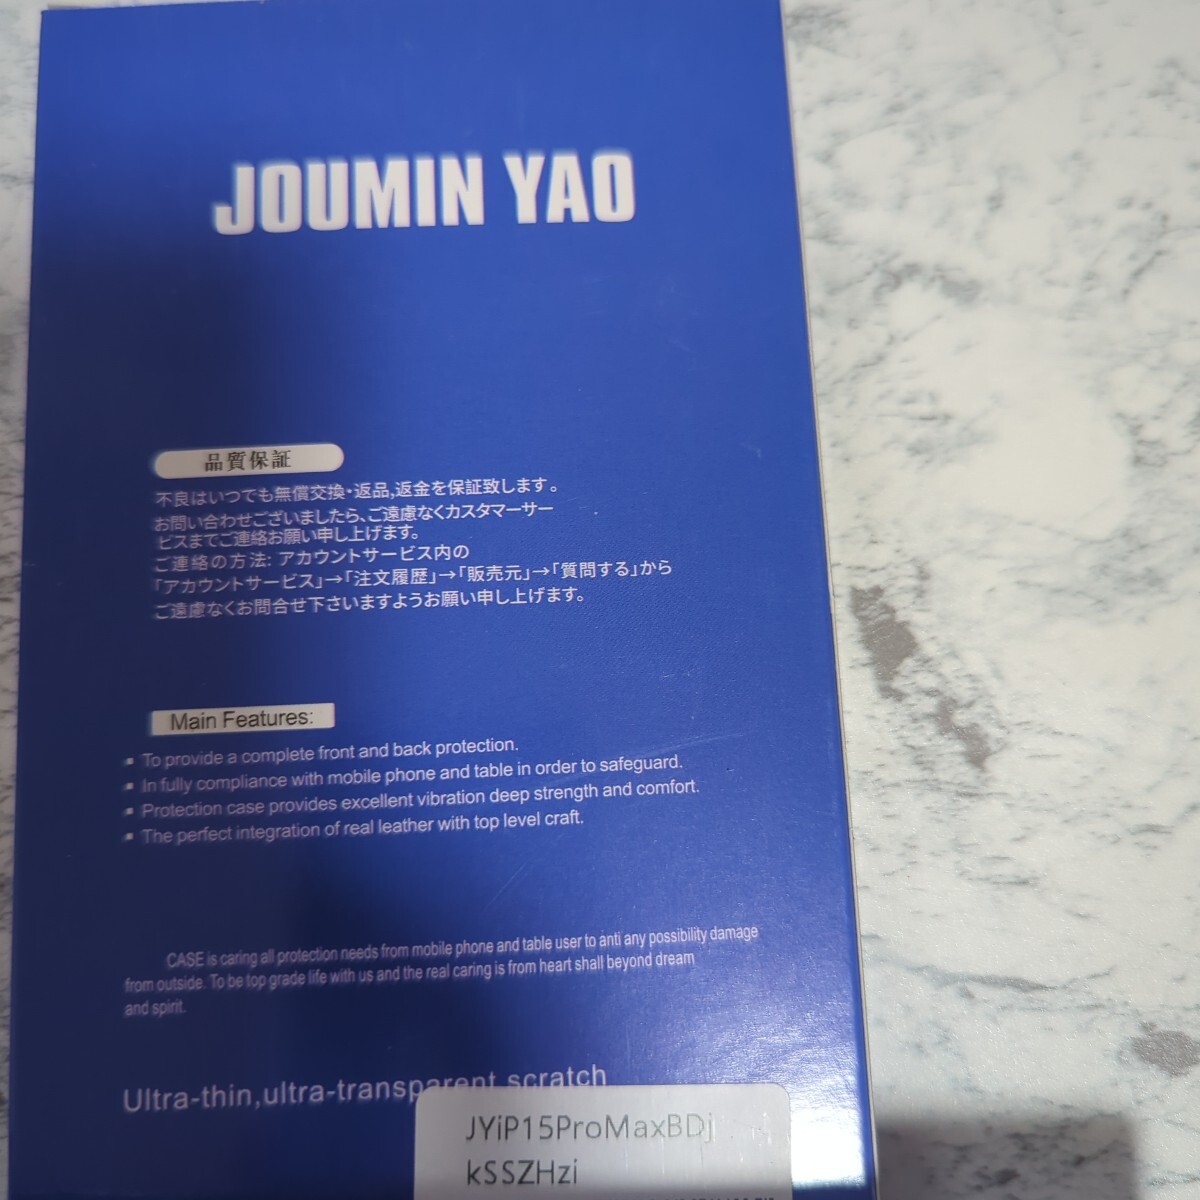 JOUMIN YAO
品質保証
不良はいつでも無償交換・返品,返金を保証致します。
お問い合わせございましたら、ご遠慮なくカスタマーサー
ビスまでご連絡お願い申し上げます。
ご連絡の方法: アカウントサービス内の
「アカウントサービス」→「注文履歴」→「販売元」→「質問する」から
ご遠慮なくお問合せ下さいますようお願い申し上げます。
Main Features:
▪ To provide a complete front and back protection.
▪ In fully compliance with mobile phone and table in order to safeguard.
▪ Protection case provides excellent vibration deep strength and comfort.
▪ The perfect integration of real leather with top level craft.
CASE is caring all protection needs from mobile phone and table user to anti any possibility damage
from outside. To be top grade life with us and the real caring is from heart shall beyond dream
and spirit.
Ultra-thin,ultra-transparent scratch
JYiP15ProMaxBDj
kSSZHzi